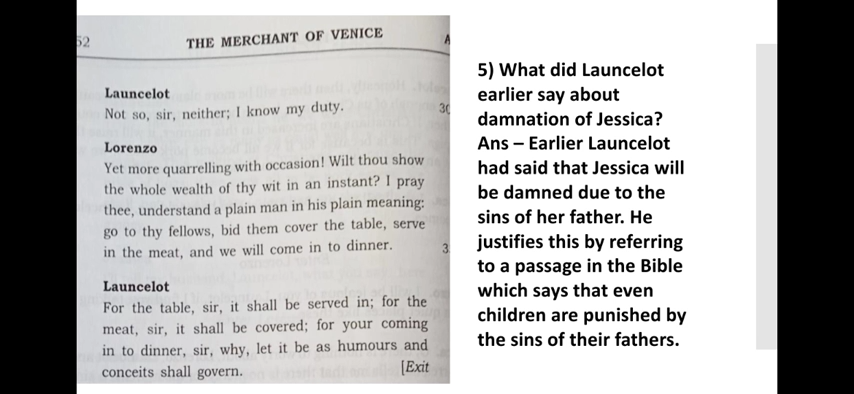 52
THE MERCHANT OF VENICE
A
Launcelot
Not so, sir, neither; I know my duty.
30
Lorenzo
Yet more quarrelling with occasion! Wilt thou show
the whole wealth of thy wit in an instant? I pray
thee, understand a plain man in his plain meaning:
go to thy fellows, bid them cover the table, serve
in the meat, and we will come in to dinner.
3
Launcelot
For the table, sir, it shall be served in; for the
meat, sir, it shall be covered; for your coming
in to dinner, sir, why, let it be as humours and
conceits shall govern.
[Exit
5) What did Launcelot
earlier say about
damnation of Jessica?
Ans – Earlier Launcelot
had said that Jessica will
be damned due to the
sins of her father. He
justifies this by referring
to a passage in the Bible
which says that even
children are punished by
the sins of their fathers.